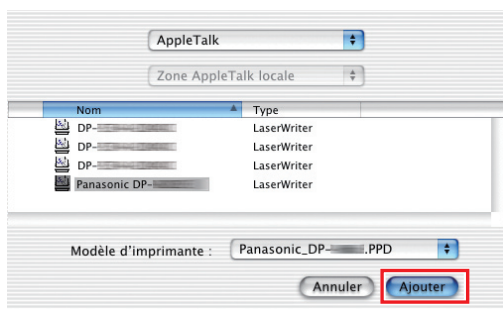 AppleTalk
Zone AppleTalk locale
Nom Type
DP- LaserWriter
DP- LaserWriter
DP- LaserWriter
Panasonic DP- LaserWriter
Modèle d'imprimante : Panasonic_DP- .PPD
Annuler Ajouter